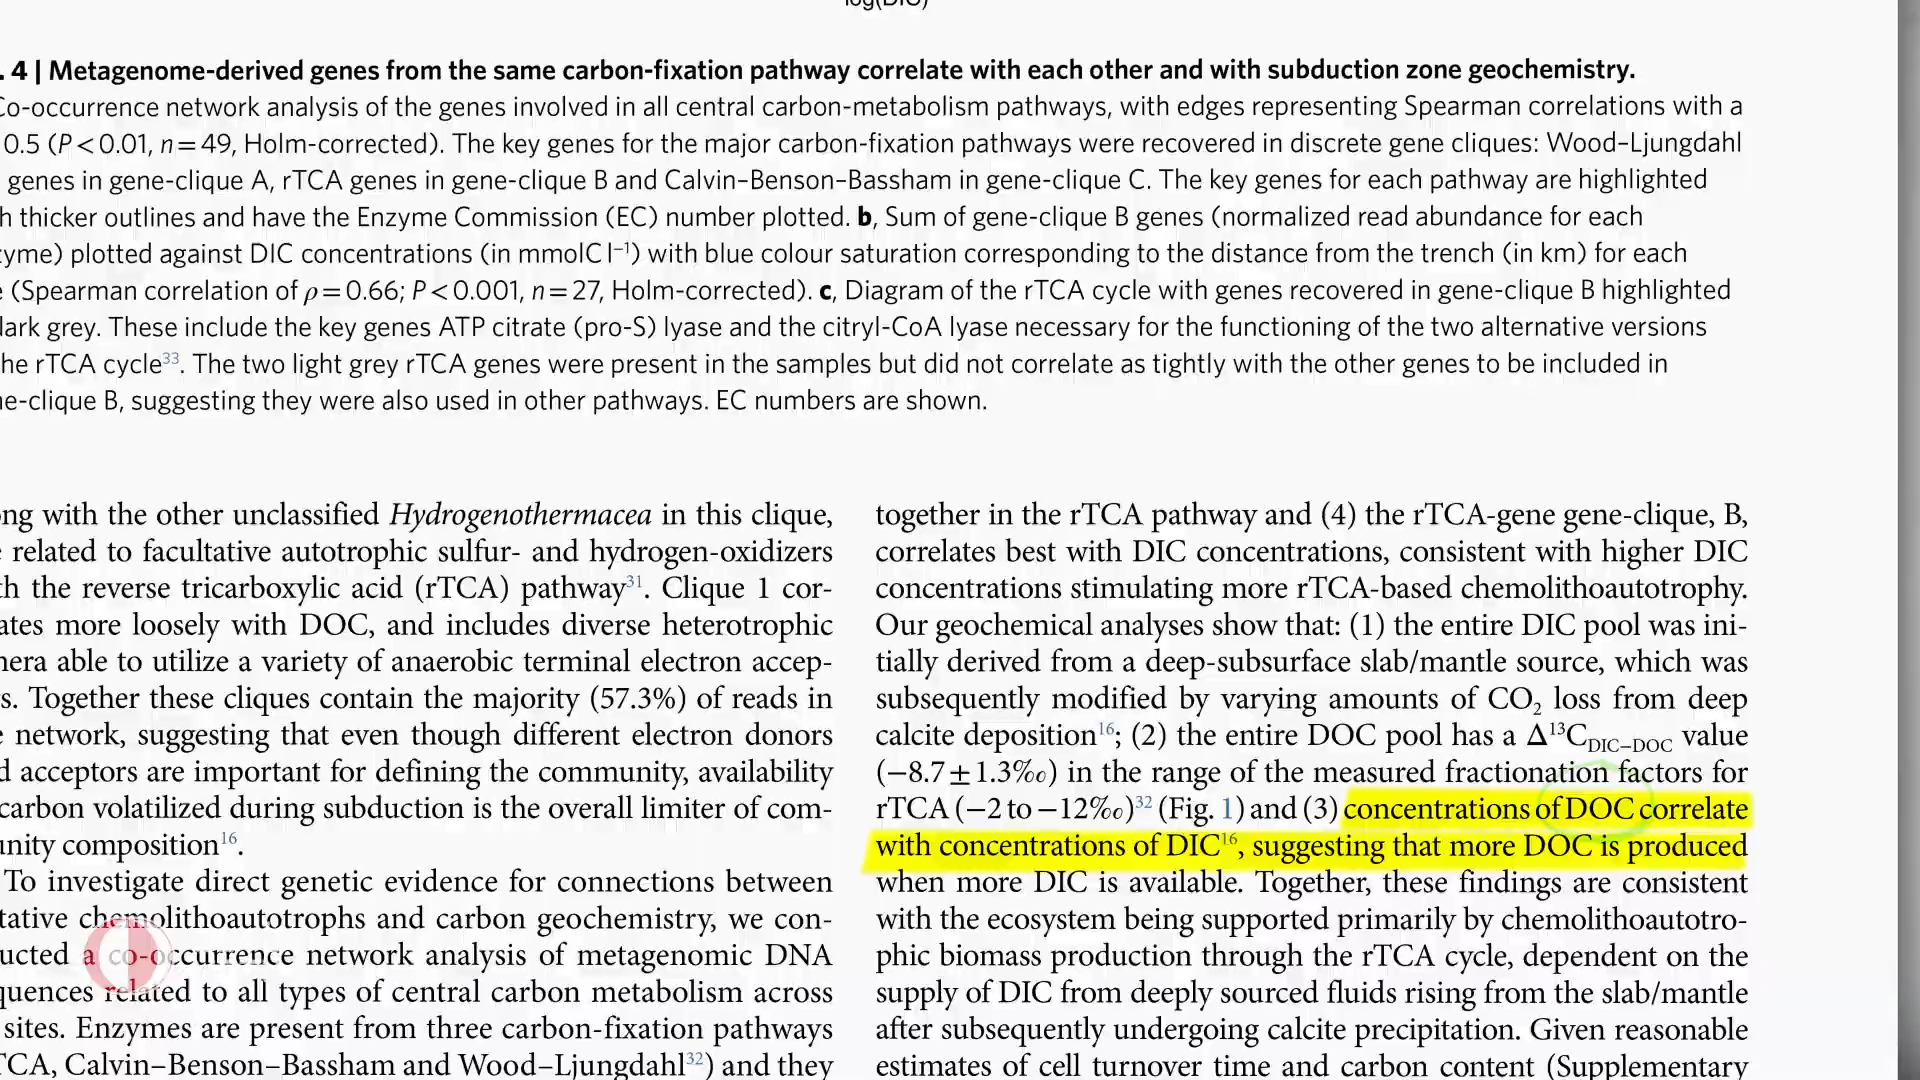 log(DIC)
. 4 | Metagenome-derived genes from the same carbon-fixation pathway correlate with each other and with subduction zone geochemistry.
Co-occurrence network analysis of the genes involved in all central carbon-metabolism pathways, with edges representing Spearman correlations with a
0.5 (P < 0.01, n = 49, Holm-corrected). The key genes for the major carbon-fixation pathways were recovered in discrete gene cliques: Wood–Ljungdahl
genes in gene-clique A, rTCA genes in gene-clique B and Calvin–Benson–Bassham in gene-clique C. The key genes for each pathway are highlighted
h thicker outlines and have the Enzyme Commission (EC) number plotted. b, Sum of gene-clique B genes (normalized read abundance for each
yme) plotted against DIC concentrations (in mmolC l⁻¹) with blue colour saturation corresponding to the distance from the trench (in km) for each
e (Spearman correlation of ρ = 0.66; P < 0.001, n = 27, Holm-corrected). c, Diagram of the rTCA cycle with genes recovered in gene-clique B highlighted
dark grey. These include the key genes ATP citrate (pro-S) lyase and the citryl-CoA lyase necessary for the functioning of the two alternative versions
he rTCA cycle³³. The two light grey rTCA genes were present in the samples but did not correlate as tightly with the other genes to be included in
ne-clique B, suggesting they were also used in other pathways. EC numbers are shown.
ong with the other unclassified Hydrogenothermacea in this clique,
e related to facultative autotrophic sulfur- and hydrogen-oxidizers
th the reverse tricarboxylic acid (rTCA) pathway³¹. Clique 1 cor-
ates more loosely with DOC, and includes diverse heterotrophic
nera able to utilize a variety of anaerobic terminal electron accep-
s. Together these cliques contain the majority (57.3%) of reads in
e network, suggesting that even though different electron donors
d acceptors are important for defining the community, availability
carbon volatilized during subduction is the overall limiter of com-
unity composition¹⁶.
To investigate direct genetic evidence for connections between
tative chemolithoautotrophs and carbon geochemistry, we con-
ucted a co-occurrence network analysis of metagenomic DNA
quences related to all types of central carbon metabolism across
sites. Enzymes are present from three carbon-fixation pathways
TCA, Calvin–Benson–Bassham and Wood–Ljungdahl³²) and they
together in the rTCA pathway and (4) the rTCA-gene gene-clique, B,
correlates best with DIC concentrations, consistent with higher DIC
concentrations stimulating more rTCA-based chemolithoautotrophy.
Our geochemical analyses show that: (1) the entire DIC pool was ini-
tially derived from a deep-subsurface slab/mantle source, which was
subsequently modified by varying amounts of CO₂ loss from deep
calcite deposition¹⁶; (2) the entire DOC pool has a Δ¹³C_DIC–DOC value
(−8.7 ± 1.3‰) in the range of the measured fractionation factors for
rTCA (−2 to −12‰)³² (Fig. 1) and (3) concentrations of DOC correlate
with concentrations of DIC¹⁶, suggesting that more DOC is produced
when more DIC is available. Together, these findings are consistent
with the ecosystem being supported primarily by chemolithoautotro-
phic biomass production through the rTCA cycle, dependent on the
supply of DIC from deeply sourced fluids rising from the slab/mantle
after subsequently undergoing calcite precipitation. Given reasonable
estimates of cell turnover time and carbon content (Supplementary